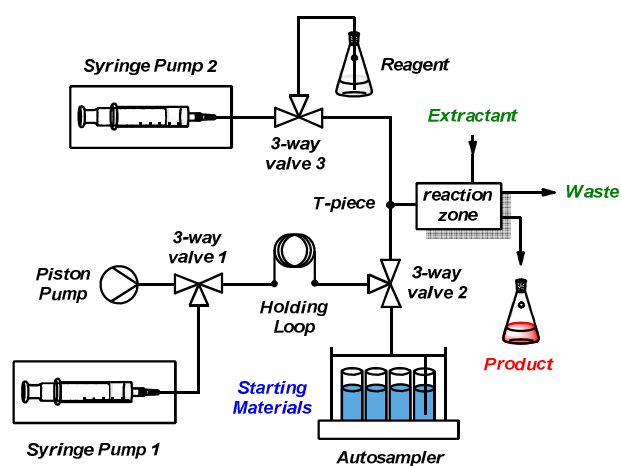 Syringe Pump 2
Reagent
3-way
valve 3
Extractant
T-piece
reaction
zone
Waste
3-way
valve 1
Piston
Pump
Holding
Loop
3-way
valve 2
Product
Starting
Materials
Syringe Pump 1
Autosampler